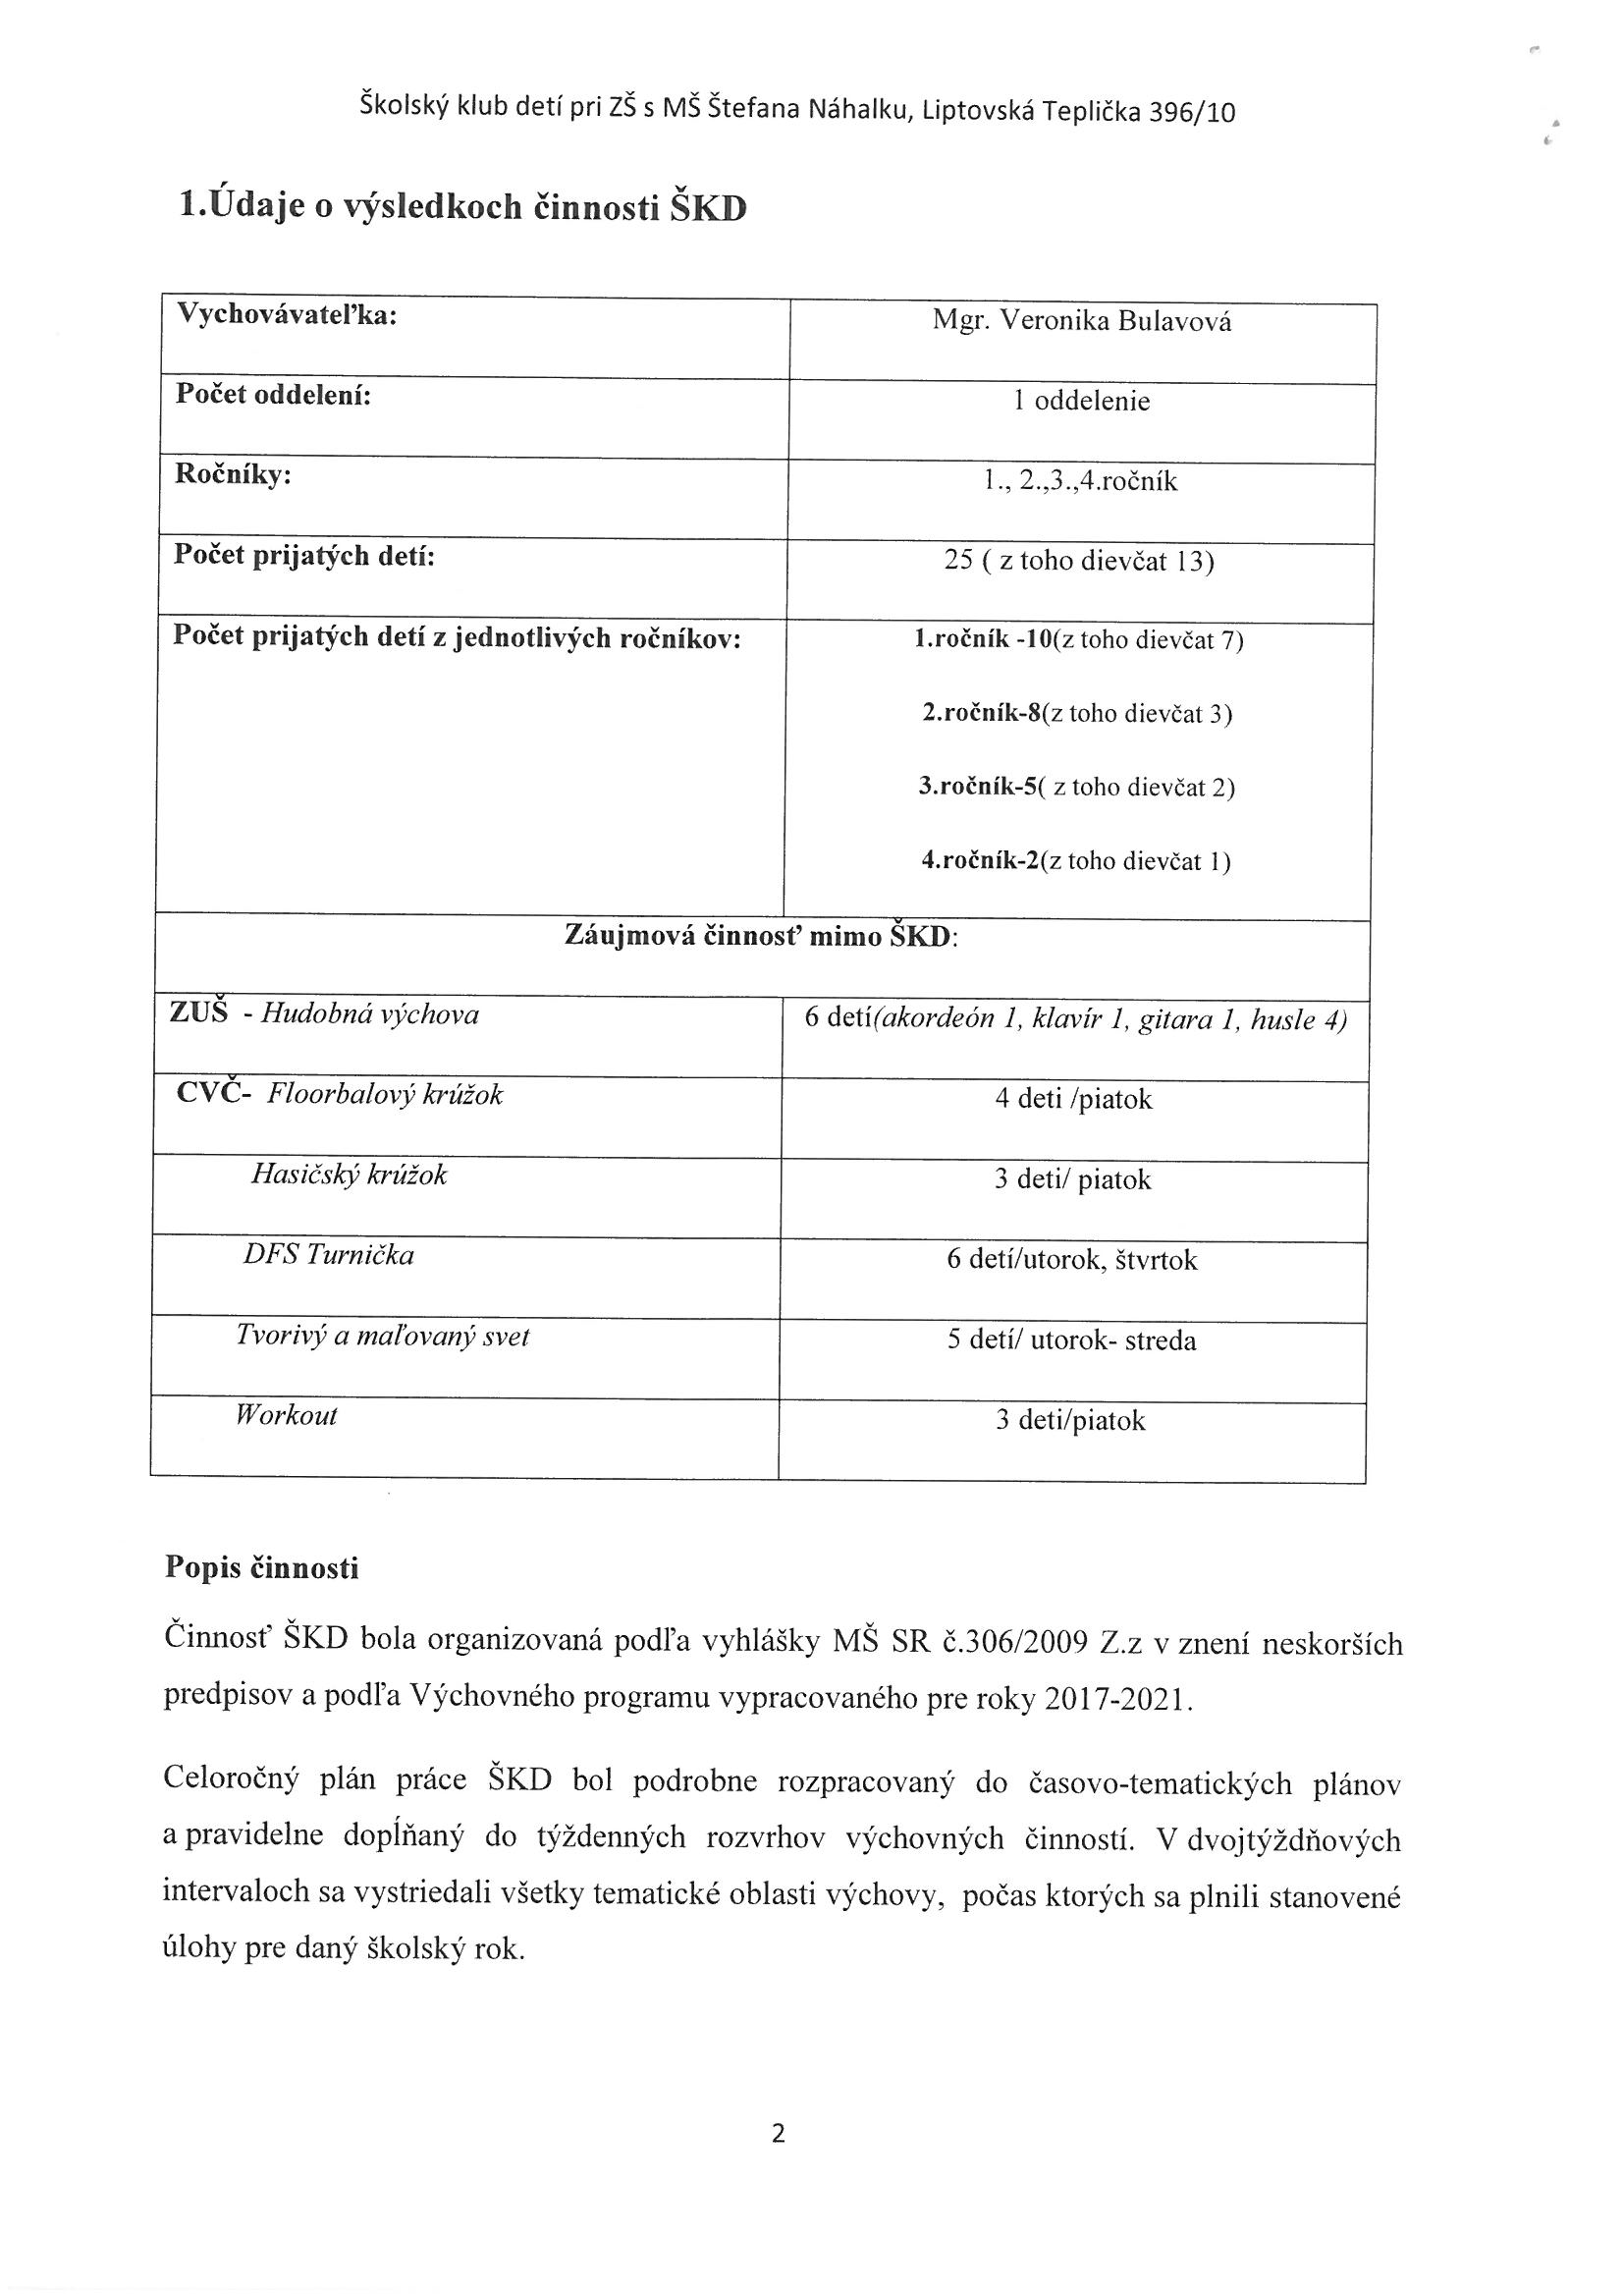 Školský klub detí pri ZŠ s MŠ Štefana Náhalku, Liptovská Teplička 396/10
1.Údaje o výsledkoch činnosti ŠKD
Vychovávateľka:
Mgr. Veronika Bulavová
Počet oddelení:
1 oddelenie
Ročníky:
1., 2.,3.,4.ročník
Počet prijatých detí:
25 ( z toho dievčat 13)
Počet prijatých detí z jednotlivých ročníkov:
1.ročník -10(z toho dievčat 7)
2.ročník-8(z toho dievčat 3)
3.ročník-5( z toho dievčat 2)
4.ročník-2(z toho dievčat 1)
Záujmová činnosť mimo ŠKD:
ZUŠ - Hudobná výchova
6 detí(akordeón 1, klavír 1, gitara 1, husle 4)
CVČ- Floorbalový krúžok
4 deti /piatok
Hasičský krúžok
3 deti/ piatok
DFS Turnička
6 detí/utorok, štvrtok
Tvorivý a maľovaný svet
5 detí/ utorok- streda
Workout
3 deti/piatok
Popis činnosti
Činnosť ŠKD bola organizovaná podľa vyhlášky MŠ SR č.306/2009 Z.z v znení neskorších
predpisov a podľa Výchovného programu vypracovaného pre roky 2017-2021.
Celoročný plán práce ŠKD bol podrobne rozpracovaný do časovo-tematických plánov
a pravidelne dopĺňaný do týždenných rozvrhov výchovných činností. V dvojtýždňových
intervaloch sa vystriedali všetky tematické oblasti výchovy, počas ktorých sa plnili stanovené
úlohy pre daný školský rok.
2